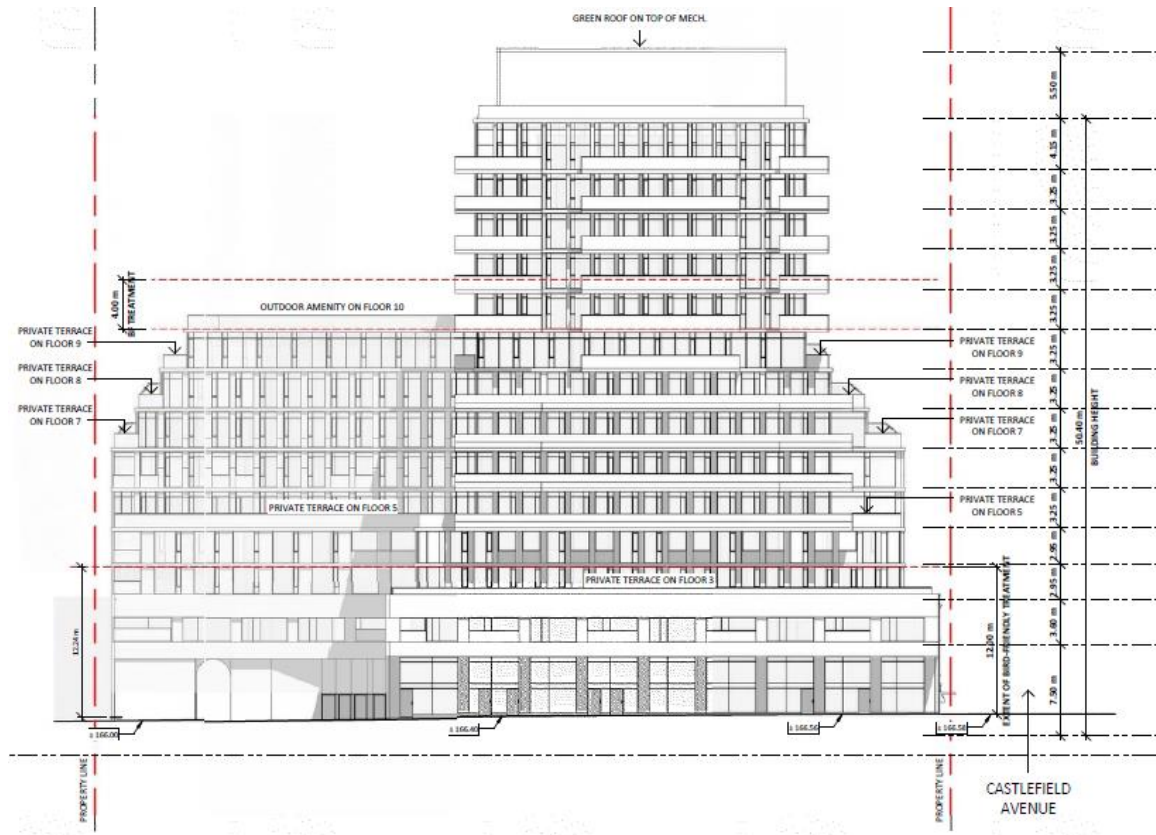 GREEN ROOF ON TOP OF MECH.
5.50 m
4.15 m
3.25 m
3.25 m
3.25 m
3.25 m
3.25 m
3.25 m
3.25 m
3.25 m
3.25 m
3.25 m
2.95 m
2.95 m
3.60 m
7.50 m
50.40 m
BUILDING HEIGHT
4.00 m
BF TREATMENT
OUTDOOR AMENITY ON FLOOR 10
PRIVATE TERRACE
ON FLOOR 9
PRIVATE TERRACE
ON FLOOR 8
PRIVATE TERRACE
ON FLOOR 7
PRIVATE TERRACE
ON FLOOR 9
PRIVATE TERRACE
ON FLOOR 8
PRIVATE TERRACE
ON FLOOR 7
PRIVATE TERRACE ON FLOOR 5
PRIVATE TERRACE
ON FLOOR 5
PRIVATE TERRACE ON FLOOR 3
12.24 m
12.00 m
EXTENT OF BIRD-FRIENDLY TREATMENT
± 166.00
± 166.40
± 166.56
± 166.58
PROPERTY LINE
PROPERTY LINE
CASTLEFIELD
AVENUE